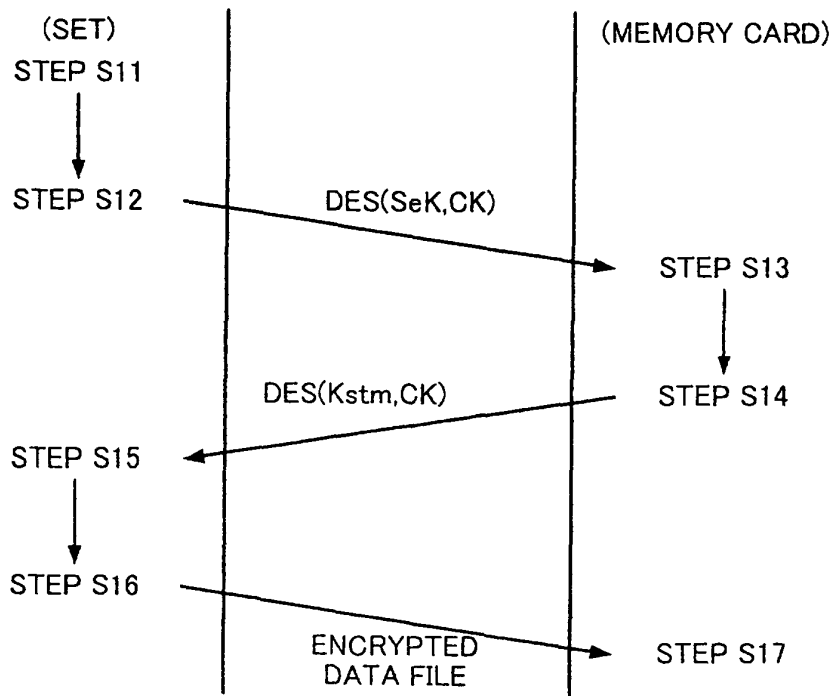 (SET)
(MEMORY CARD)
STEP S11
STEP S12
DES(SeK,CK)
STEP S13
DES(Kstm,CK)
STEP S14
STEP S15
STEP S16
ENCRYPTED
DATA FILE
STEP S17